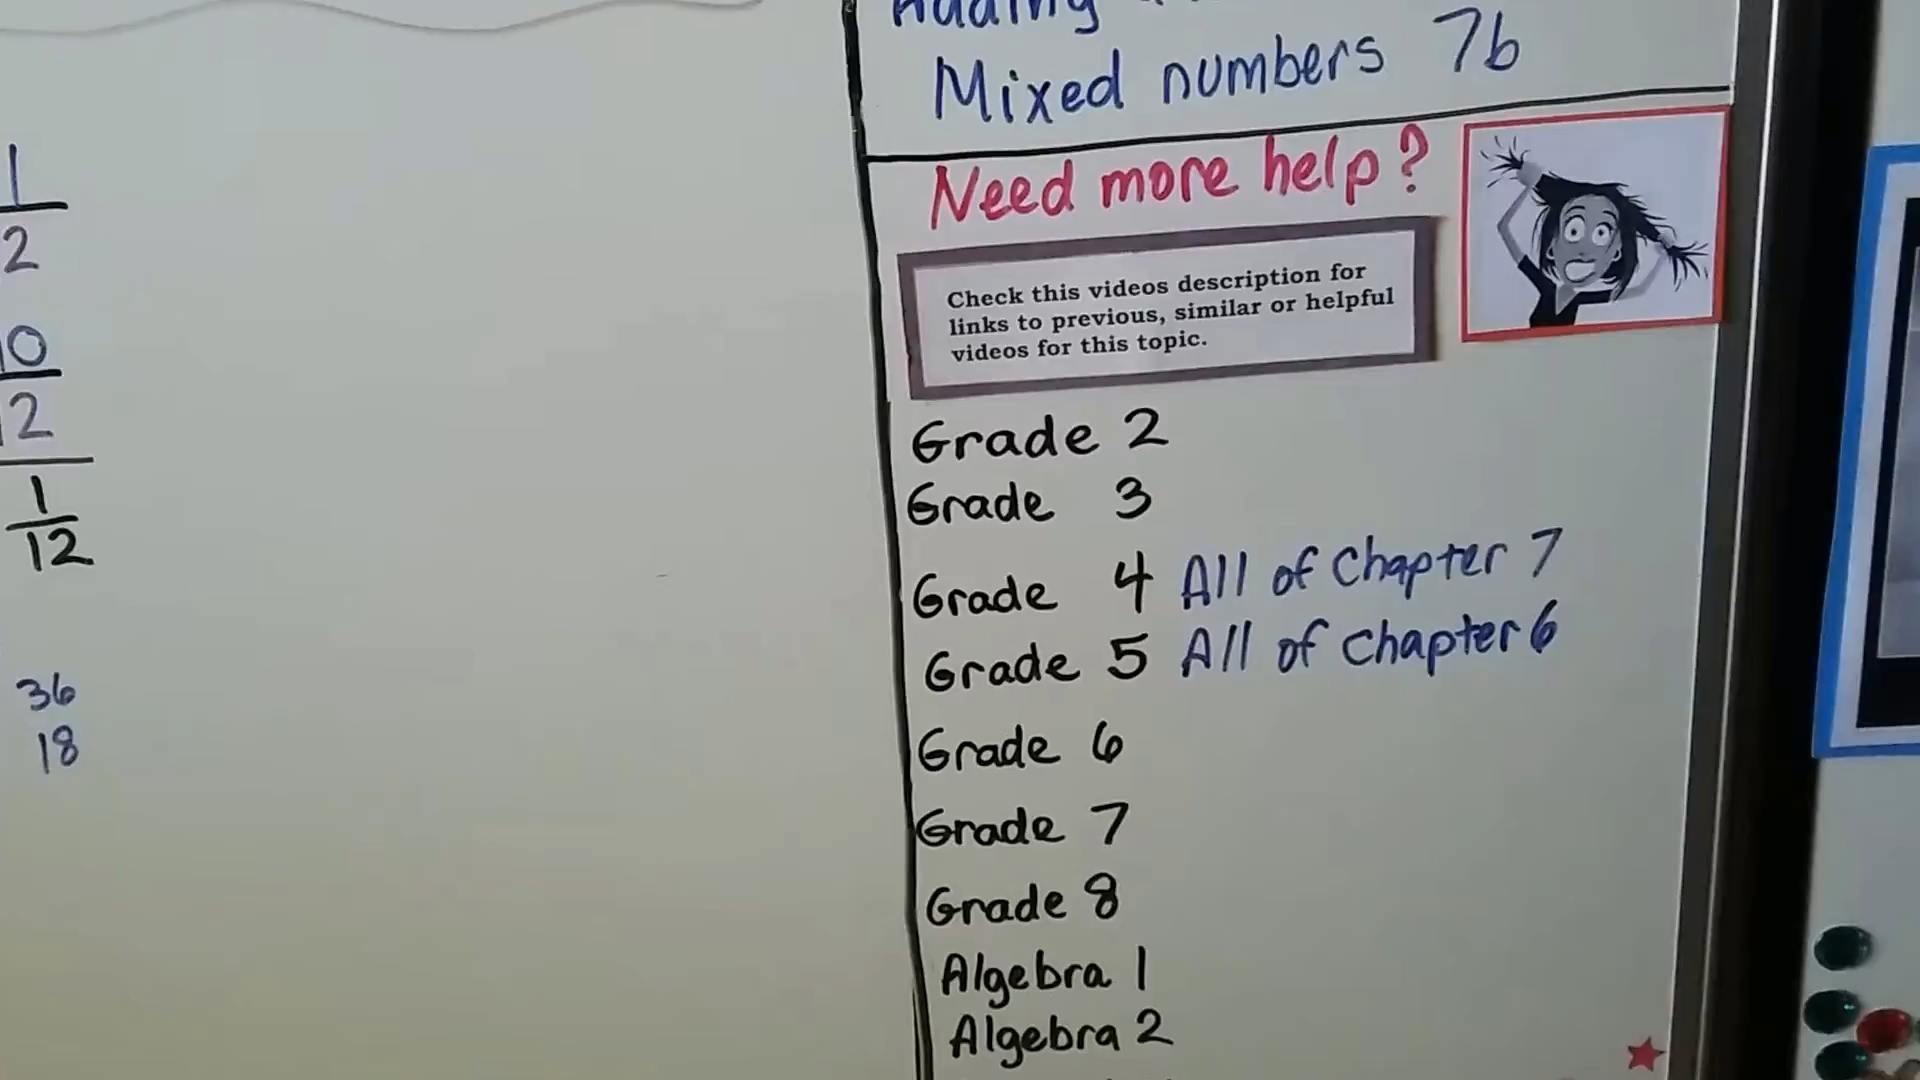 1
2
10
12
1
12
36
18
Adding
Mixed numbers 7b
Need more help?
Check this videos description for
links to previous, similar or helpful
videos for this topic.
Grade 2
Grade 3
Grade 4 All of Chapter 7
Grade 5 All of Chapter 6
Grade 6
Grade 7
Grade 8
Algebra 1
Algebra 2